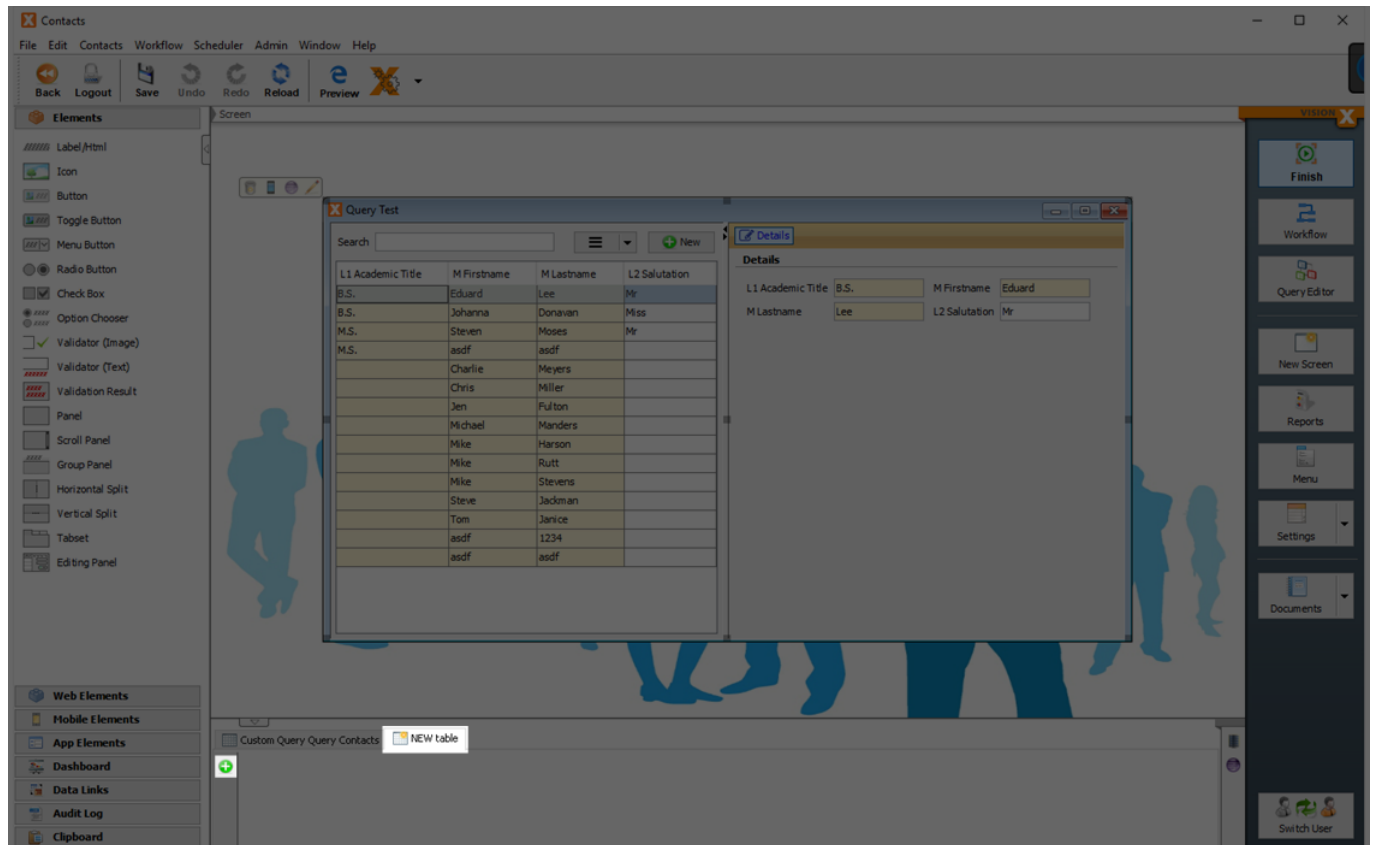 Contacts
File Edit Contacts Workflow Scheduler Admin Window Help
Back Logout Save Undo Redo Reload Preview
Elements
Label/Html
Icon
Button
Toggle Button
Menu Button
Radio Button
Check Box
Option Chooser
Validator (Image)
Validator (Text)
Validation Result
Panel
Scroll Panel
Group Panel
Horizontal Split
Vertical Split
Tabset
Editing Panel
Web Elements
Mobile Elements
App Elements
Dashboard
Data Links
Audit Log
Clipboard
Screen
Query Test
Search New
L1 Academic Title M Firstname M Lastname L2 Salutation
B.S. Eduard Lee Mr
B.S. Johanna Donavan Miss
M.S. Steven Moses Mr
M.S. asdf asdf
Charlie Meyers
Chris Miller
Jen Fulton
Michael Manders
Mike Harson
Mike Rutt
Mike Stevens
Steve Jackman
Tom Janice
asdf 1234
asdf asdf
Details
Details
L1 Academic Title B.S. M Firstname Eduard
M Lastname Lee L2 Salutation Mr
Custom Query Query Contacts NEW table
VISION X
Finish
Workflow
Query Editor
New Screen
Reports
Menu
Settings
Documents
Switch User